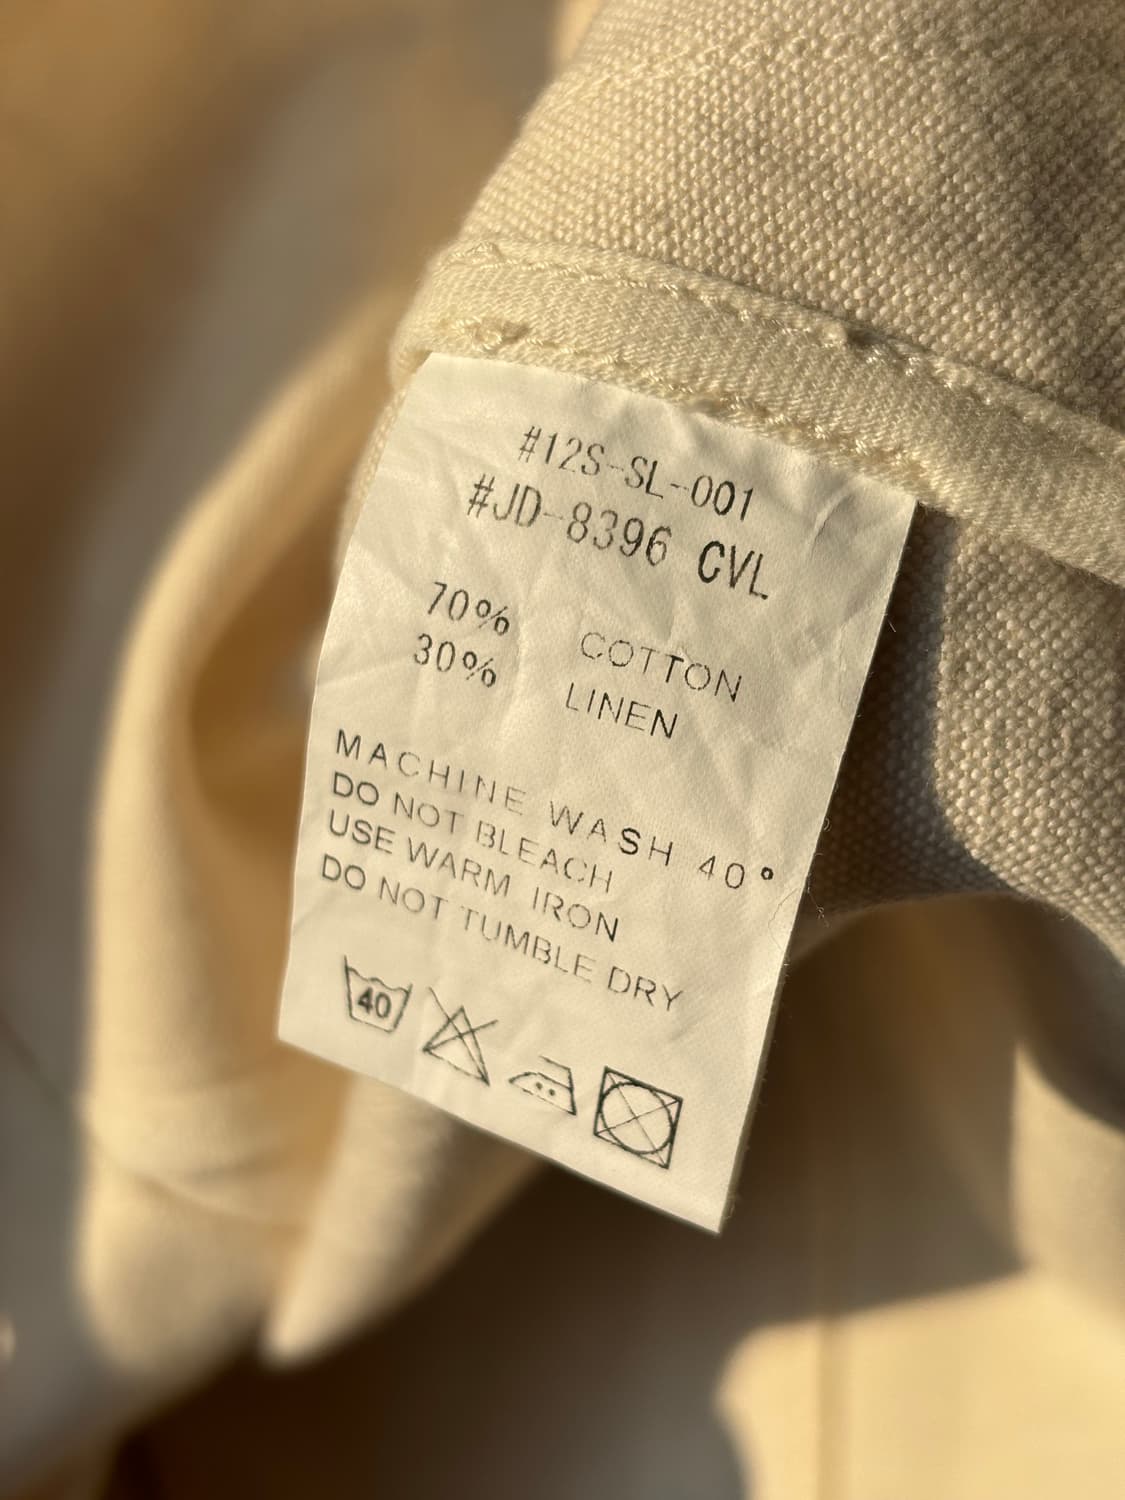 #12S-SL-001
#JD-8396 CVL
70% COTTON
30% LINEN
MACHINE WASH 40°
DO NOT BLEACH
USE WARM IRON
DO NOT TUMBLE DRY
40